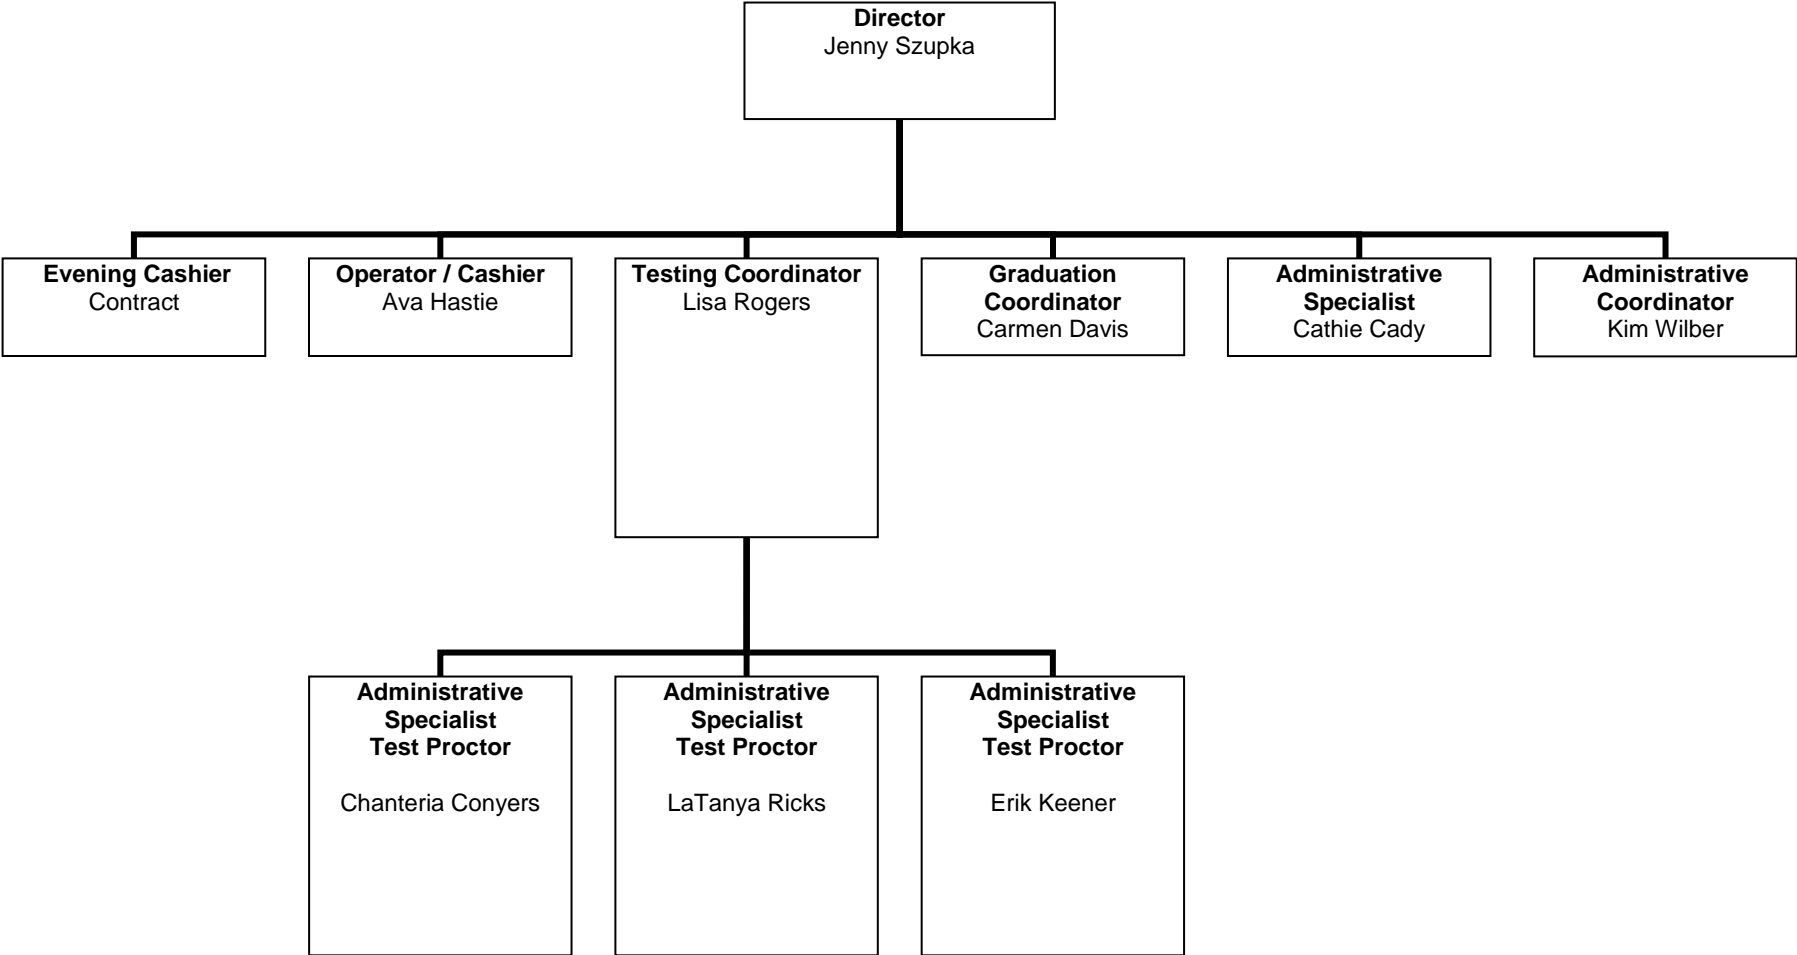 Director
Jenny Szupka
Evening Cashier
Contract
Operator / Cashier
Ava Hastie
Testing Coordinator
Lisa Rogers
Graduation
Coordinator
Carmen Davis
Administrative
Specialist
Cathie Cady
Administrative
Coordinator
Kim Wilber
Administrative
Specialist
Test Proctor
Chanteria Conyers
Administrative
Specialist
Test Proctor
LaTanya Ricks
Administrative
Specialist
Test Proctor
Erik Keener